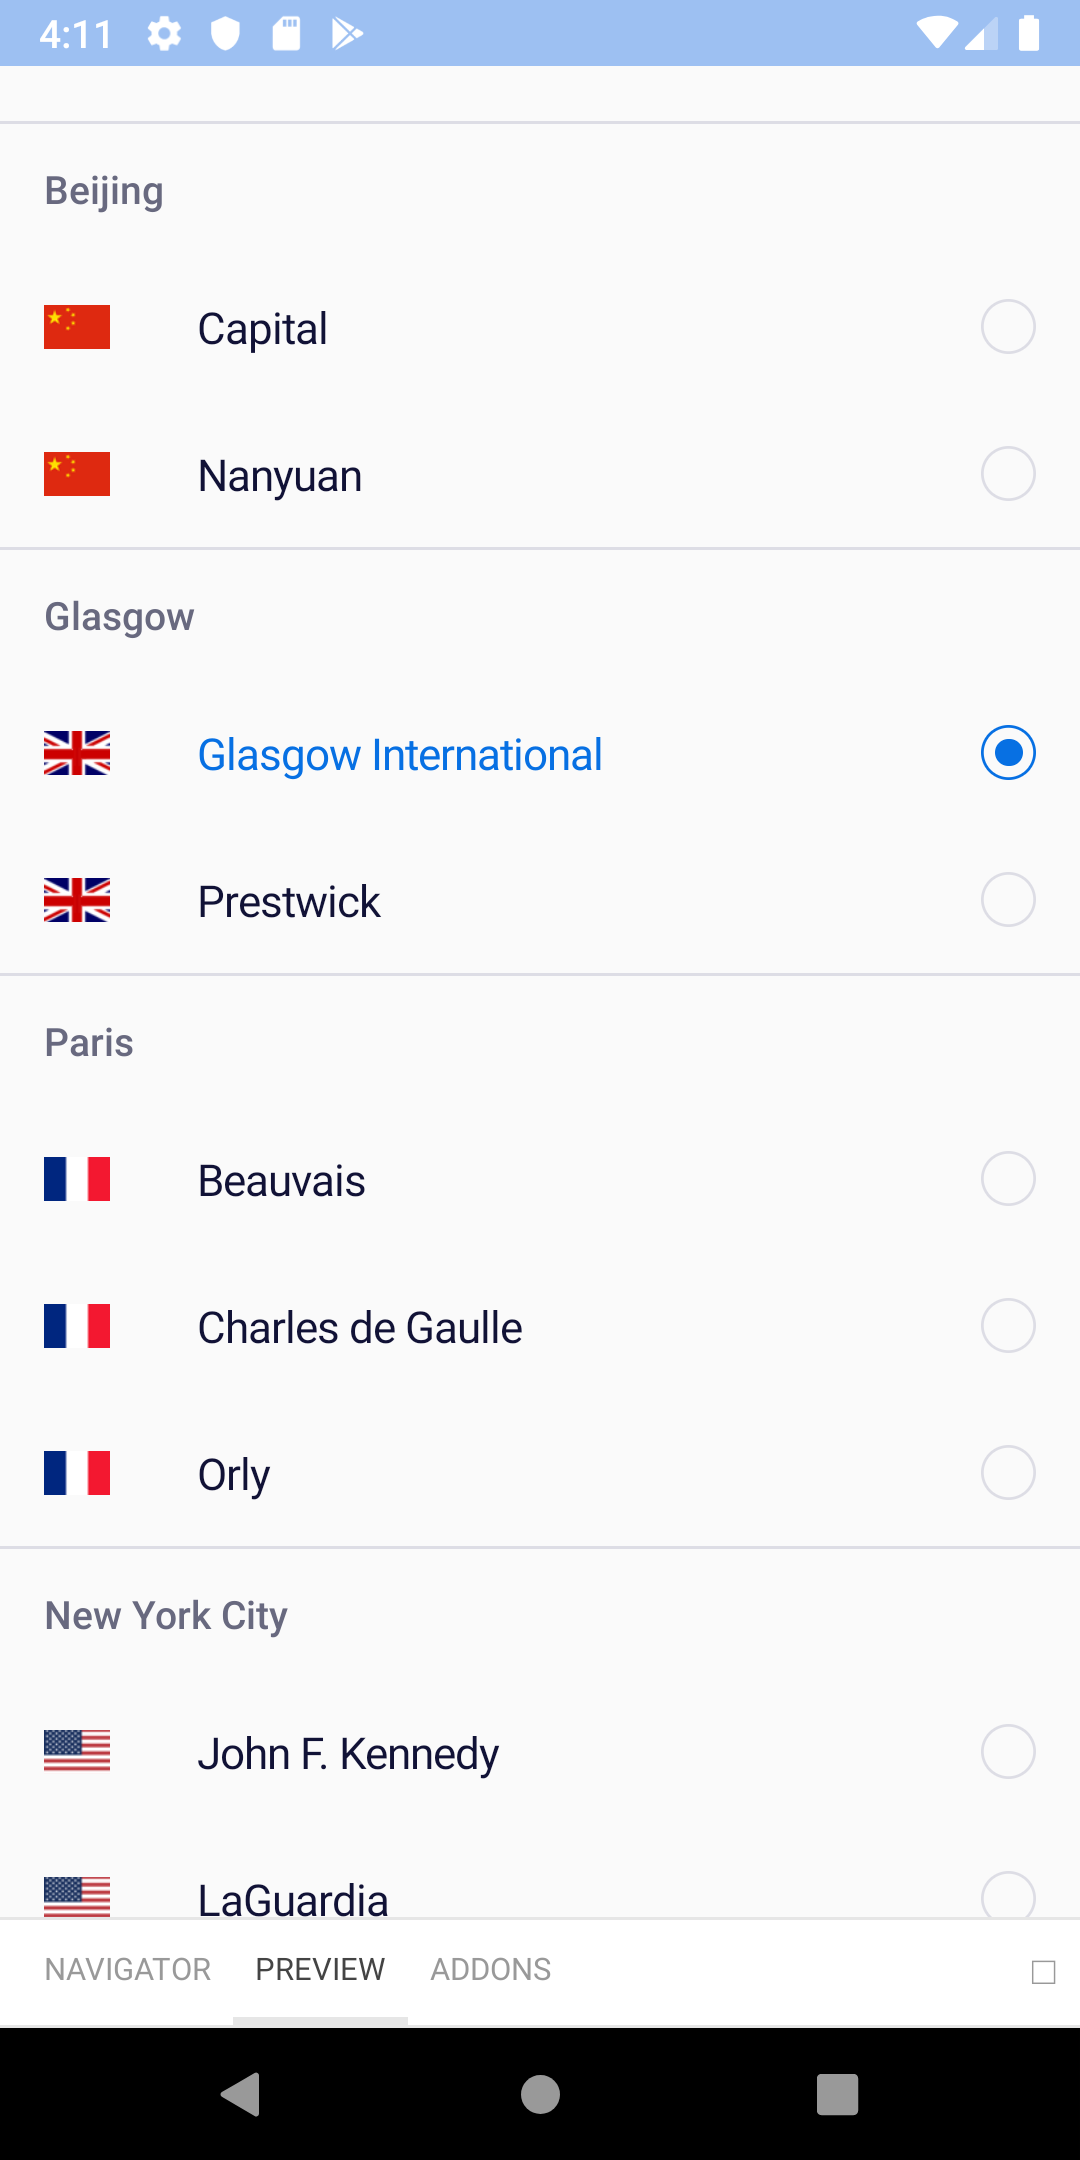 4:11
Beijing
Capital
Nanyuan
Glasgow
Glasgow International
Prestwick
Paris
Beauvais
Charles de Gaulle
Orly
New York City
John F. Kennedy
LaGuardia
NAVIGATOR PREVIEW ADDONS